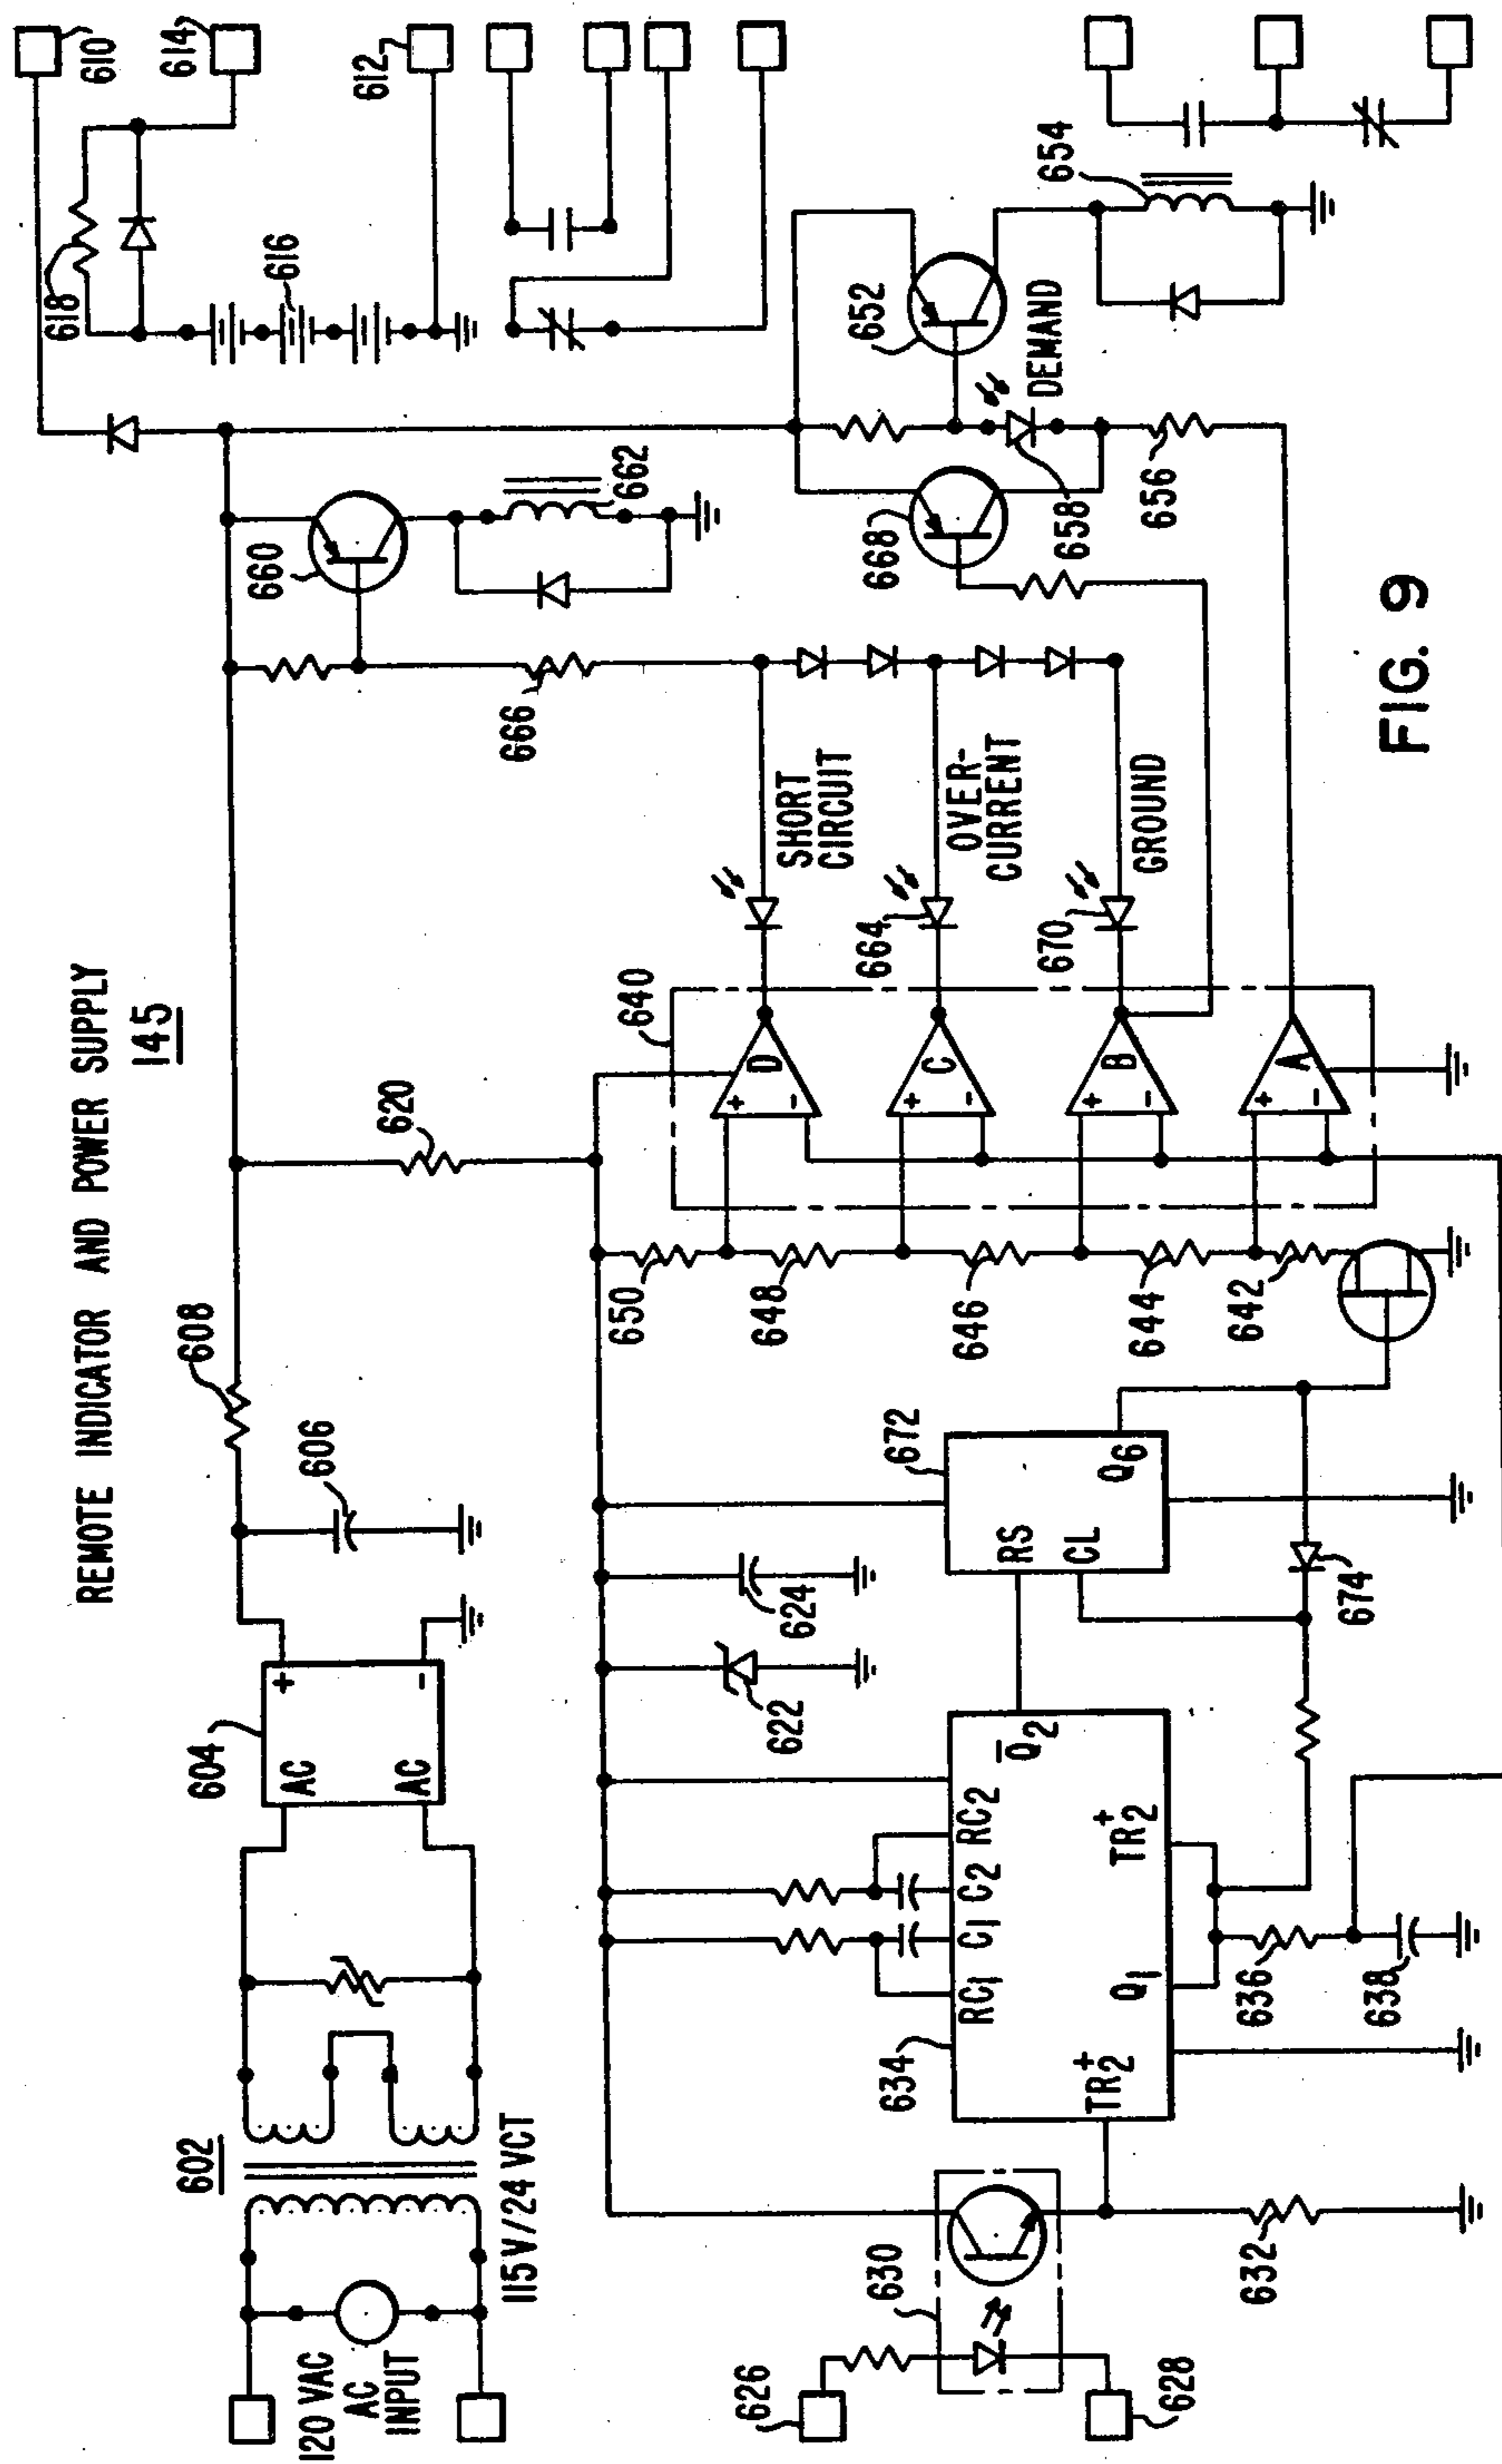 REMOTE INDICATOR AND POWER SUPPLY
145
610
614
612
618
616
602
604
AC
AC
+
-
606
608
120 VAC
AC
INPUT
115V/24 VCT
620
660
662
666
652
654
DEMAND
658
668
656
640
D
+
-
C
+
-
B
+
-
A
+
-
SHORT
CIRCUIT
664
OVER-
CURRENT
670
GROUND
650
648
646
644
642
622
624
672
RS
CL
Q6
674
634
RC1
C1
C2
RC2
Q̅2
TR2+
Q1
TR2+
636
638
626
628
630
632
FIG. 9